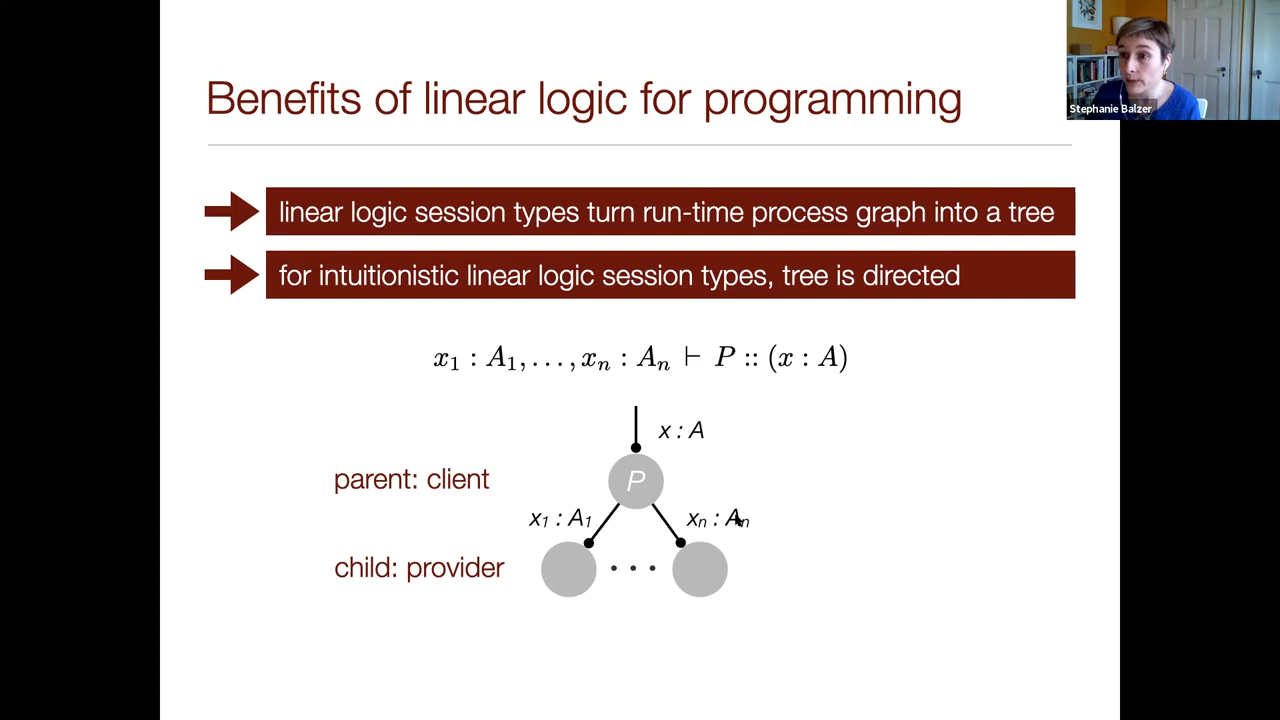 Stephanie Balzer
Benefits of linear logic for programming
linear logic session types turn run-time process graph into a tree
for intuitionistic linear logic session types, tree is directed
x₁ : A₁, . . . , xₙ : Aₙ ⊢ P :: (x : A)
x : A
parent: client
P
x₁ : A₁
xₙ : Aₙ
child: provider